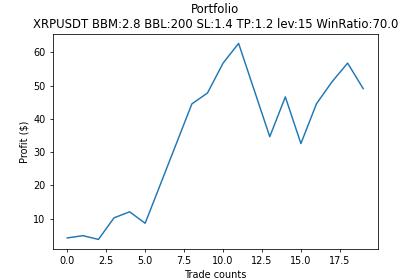 Portfolio
XRPUSDT BBM:2.8 BBL:200 SL:1.4 TP:1.2 lev:15 WinRatio:70.0
60
50
40
30
20
10
Profit ($)
0.0 2.5 5.0 7.5 10.0 12.5 15.0 17.5
Trade counts